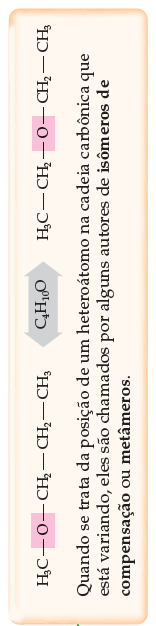 H₃C — O — CH₂ — CH₂ — CH₃ C₄H₁₀O H₃C — CH₂ — O — CH₂ — CH₃
Quando se trata da posição de um heteroátomo na cadeia carbônica que
está variando, eles são chamados por alguns autores de isômeros de
compensação ou metâmeros.